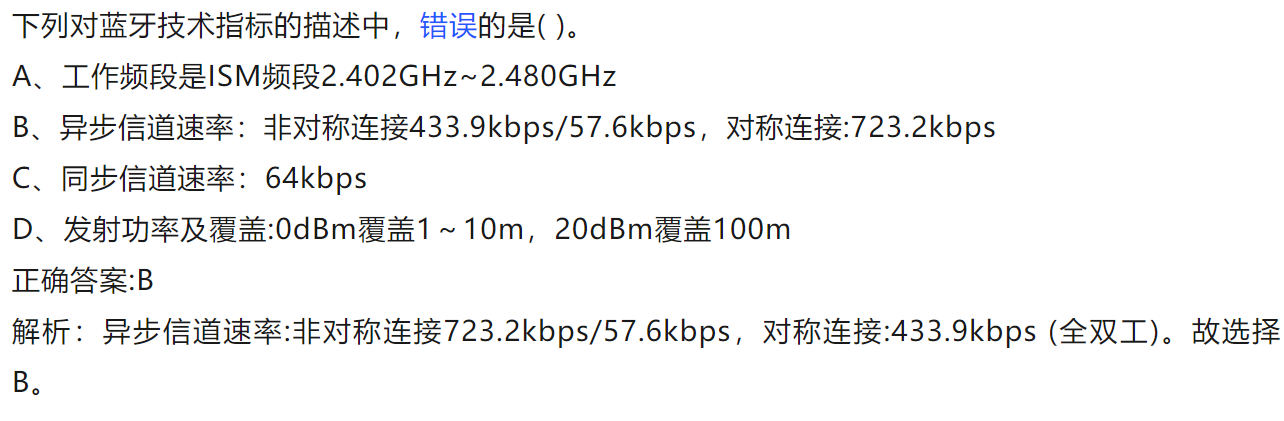 下列对蓝牙技术指标的描述中，错误的是( )。
A、工作频段是ISM频段2.402GHz~2.480GHz
B、异步信道速率：非对称连接433.9kbps/57.6kbps，对称连接:723.2kbps
C、同步信道速率：64kbps
D、发射功率及覆盖:0dBm覆盖1～10m，20dBm覆盖100m
正确答案:B
解析：异步信道速率:非对称连接723.2kbps/57.6kbps，对称连接:433.9kbps (全双工)。故选择
B。